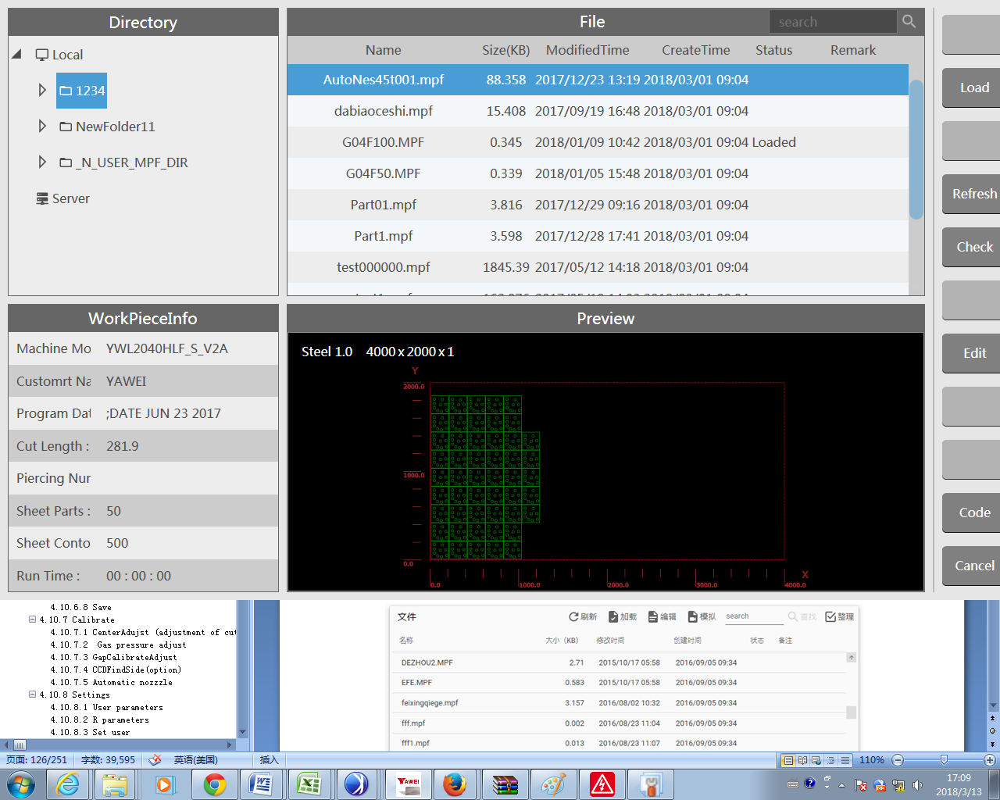 Directory
File
search
Local
1234
NewFolder11
_N_USER_MPF_DIR
Server
Name Size(KB) ModifiedTime CreateTime Status Remark
AutoNes45t001.mpf 88.358 2017/12/23 13:19 2018/03/01 09:04
dabiaoceshi.mpf 15.408 2017/09/19 16:48 2018/03/01 09:04
G04F100.MPF 0.345 2018/01/09 10:42 2018/03/01 09:04 Loaded
G04F50.MPF 0.339 2018/01/05 15:48 2018/03/01 09:04
Part01.mpf 3.816 2017/12/29 09:16 2018/03/01 09:04
Part1.mpf 3.598 2017/12/28 17:41 2018/03/01 09:04
test000000.mpf 1845.39 2017/05/12 14:18 2018/03/01 09:04
Load
Refresh
Check
Edit
Code
Cancel
WorkPieceInfo
Machine Mo YWL2040HLF_S_V2A
Customrt Na YAWEI
Program Dat ;DATE JUN 23 2017
Cut Length : 281.9
Piercing Nur
Sheet Parts : 50
Sheet Conto 500
Run Time : 00 : 00 : 00
Preview
Steel 1.0 4000 x 2000 x 1
Y
2000.0
1000.0
0.0
0.0 1000.0 2000.0 3000.0 4000.0
X
4.10.6.8 Save
4.10.7 Calibrate
4.10.7.1 CenterAdujst (adjustment of cut
4.10.7.2 Gas pressure adjust
4.10.7.3 GapCalibrateAdjust
4.10.7.4 CCDFindSide(option)
4.10.7.5 Automatic nozzzle
4.10.8 Settings
4.10.8.1 User parameters
4.10.8.2 R parameters
4.10.8.3 Set user
文件 刷新 加载 编辑 模拟 search 查找 整理
名称 大小（KB） 修改时间 创建时间 状态 备注
DEZHOU2.MPF 2.71 2015/10/17 05:58 2016/09/05 09:34
EFE.MPF 0.583 2015/10/17 05:58 2016/09/05 09:34
feixingqiege.mpf 3.157 2016/08/02 10:32 2016/09/05 09:34
fff.mpf 0.002 2016/08/23 11:04 2016/09/05 09:34
fff1.mpf 0.013 2016/08/23 11:07 2016/09/05 09:34
页面: 126/251 字数: 39,595 英语(美国) 插入 110%
YAWEI
17:09
2018/3/13